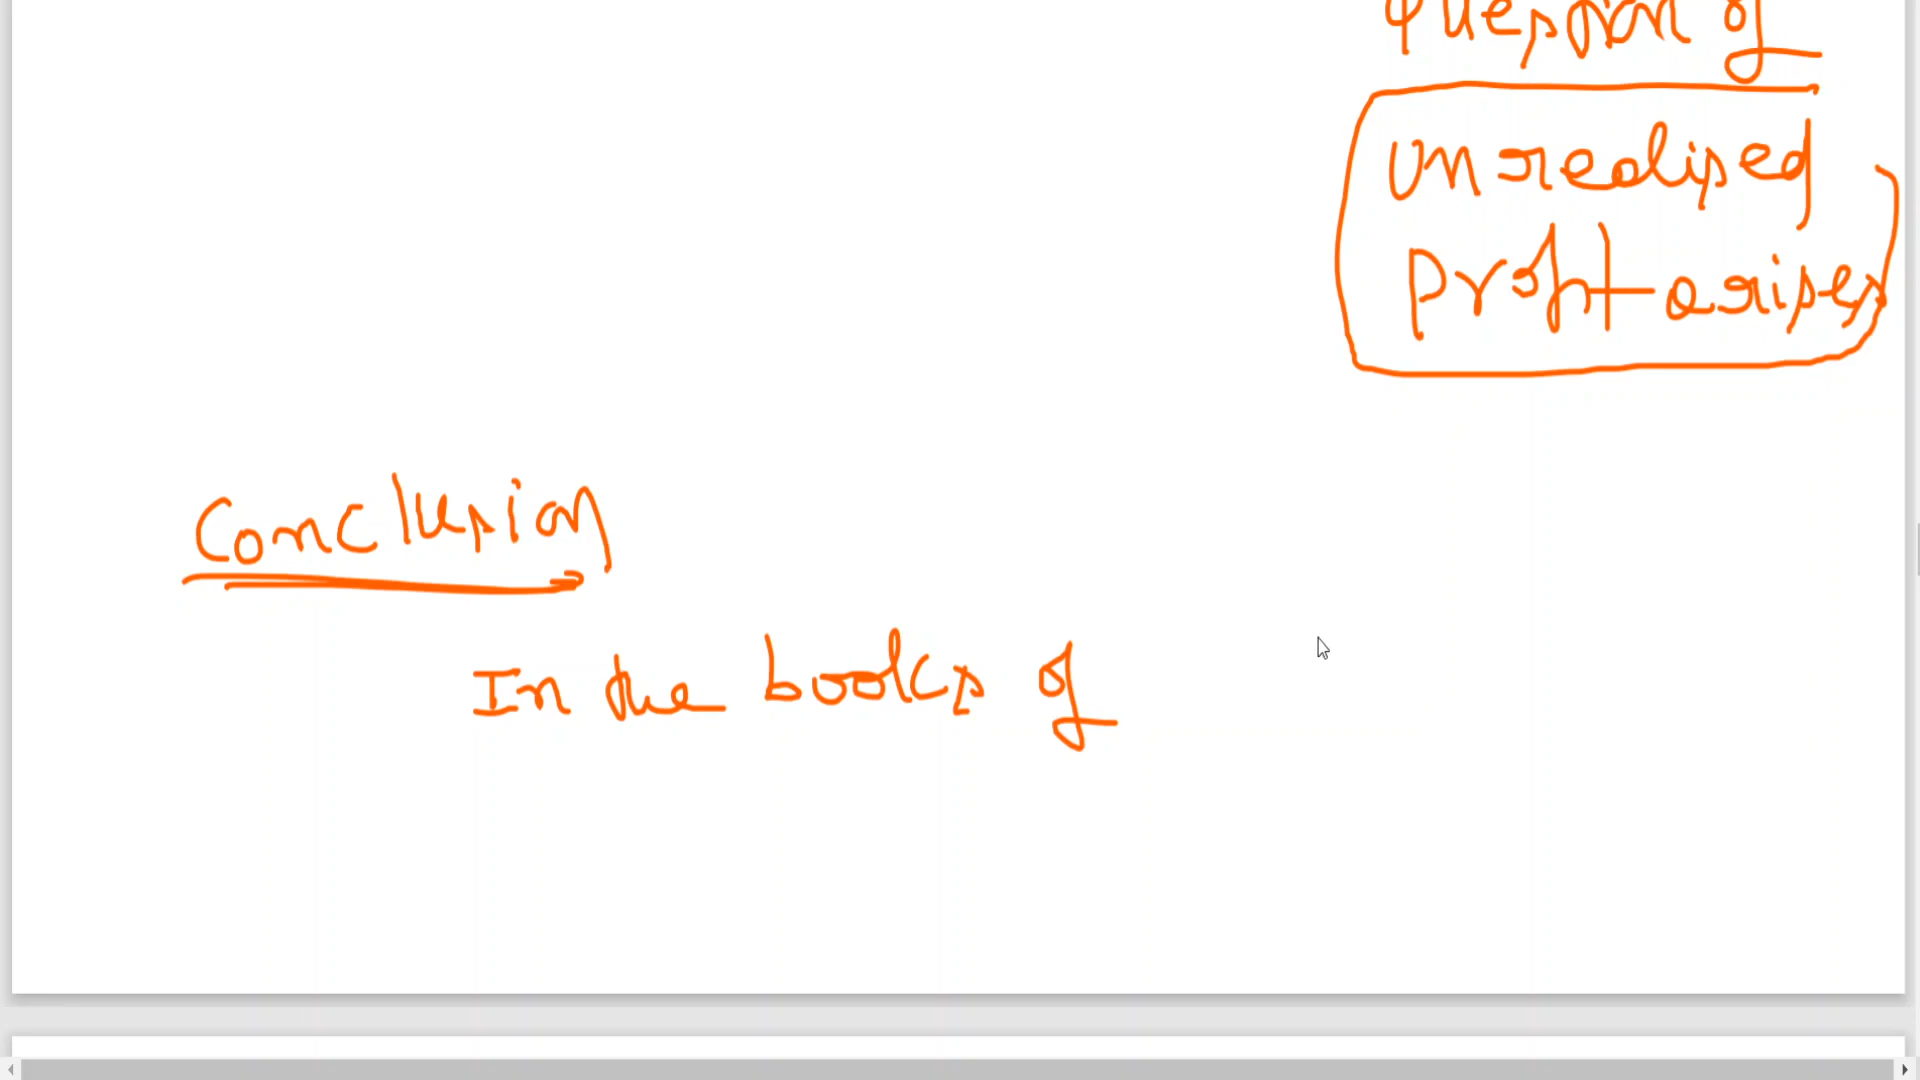 question of
unrealised
profit arises
Conclusion
In the books of